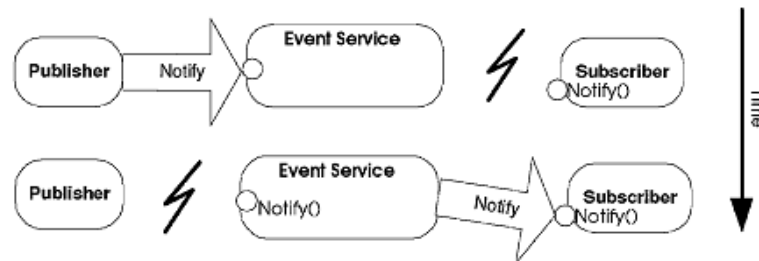 Event Service
Publisher
Notify
Subscriber
Notify()
Time
Event Service
Publisher
Notify()
Notify
Subscriber
Notify()